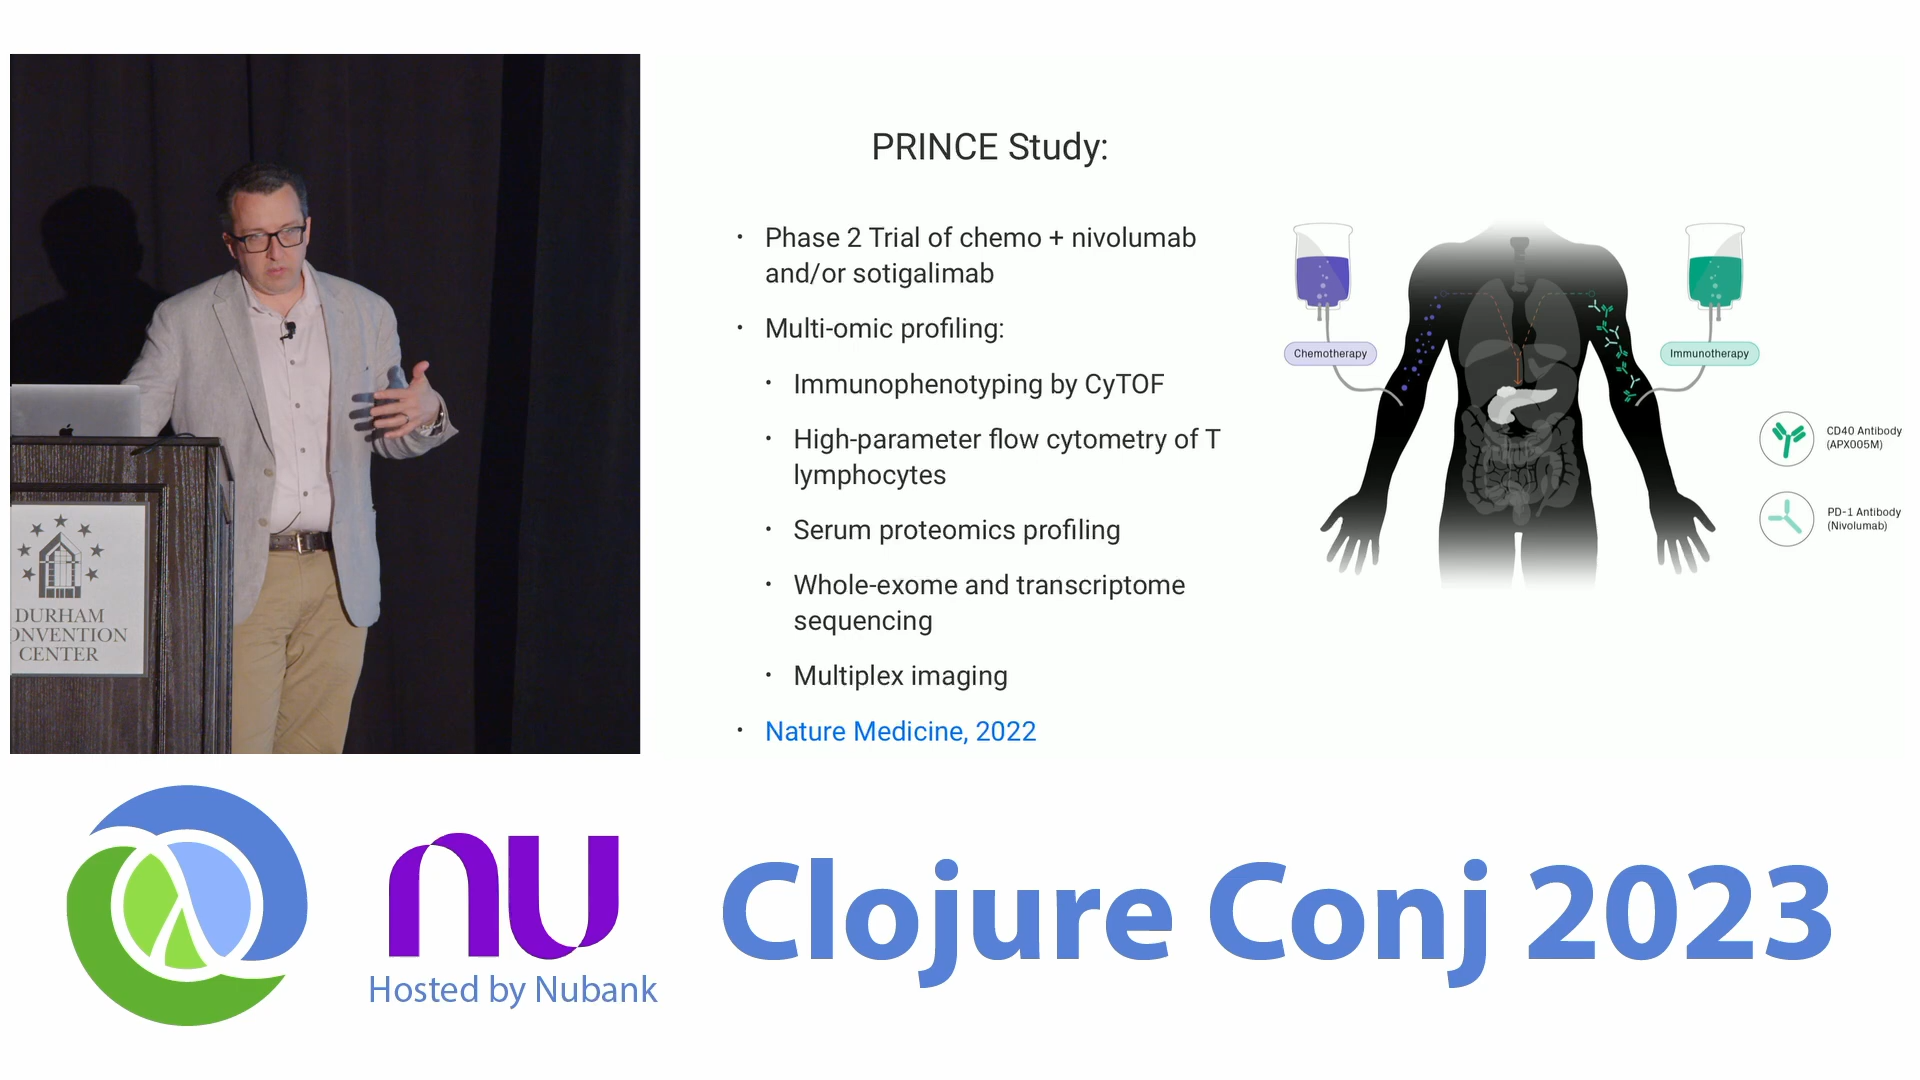 PRINCE Study:
· Phase 2 Trial of chemo + nivolumab
and/or sotigalimab
· Multi-omic profiling:
· Immunophenotyping by CyTOF
· High-parameter flow cytometry of T
lymphocytes
· Serum proteomics profiling
· Whole-exome and transcriptome
sequencing
· Multiplex imaging
· Nature Medicine, 2022
Chemotherapy
Immunotherapy
CD40 Antibody
(APX005M)
PD-1 Antibody
(Nivolumab)
DURHAM
ONVENTION
CENTER
nu
Hosted by Nubank
Clojure Conj 2023